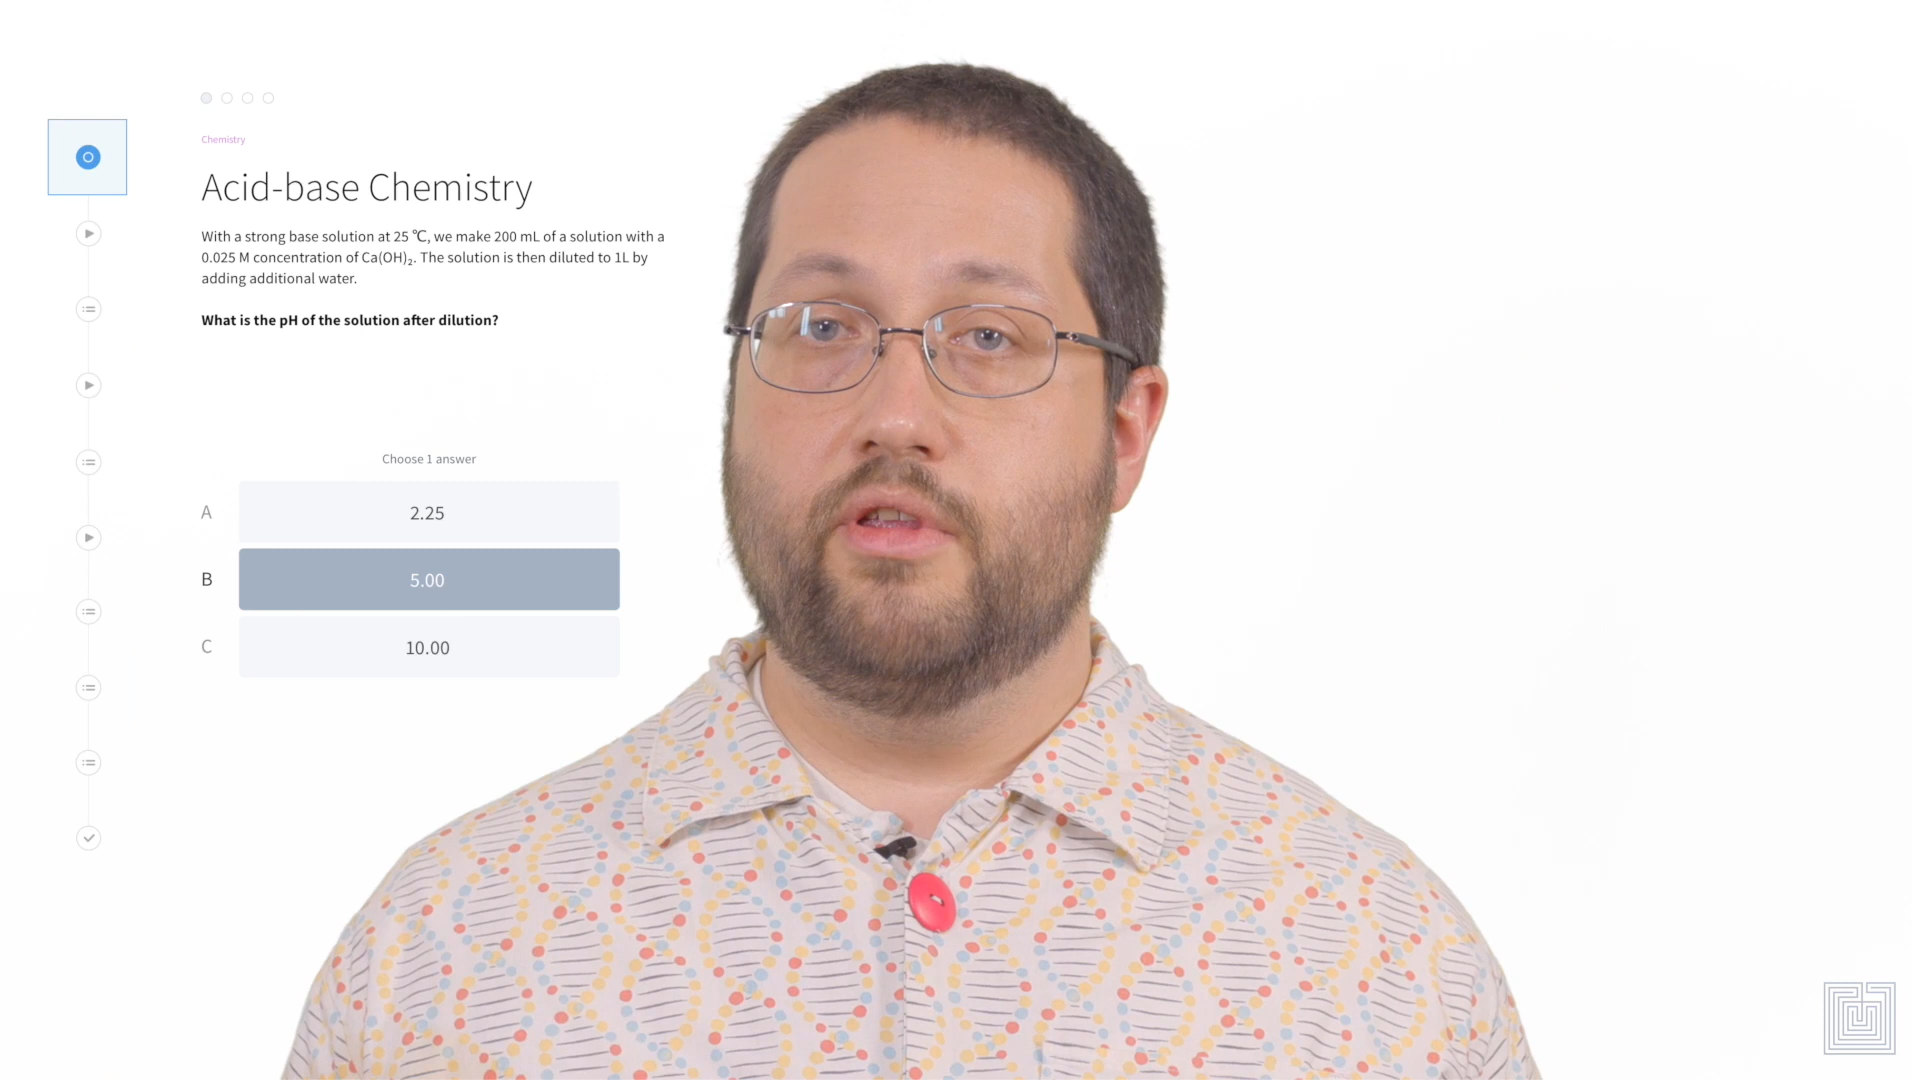 Chemistry
Acid-base Chemistry
With a strong base solution at 25 ℃, we make 200 mL of a solution with a
0.025 M concentration of Ca(OH)₂. The solution is then diluted to 1L by
adding additional water.
What is the pH of the solution after dilution?
Choose 1 answer
A 2.25
B 5.00
C 10.00